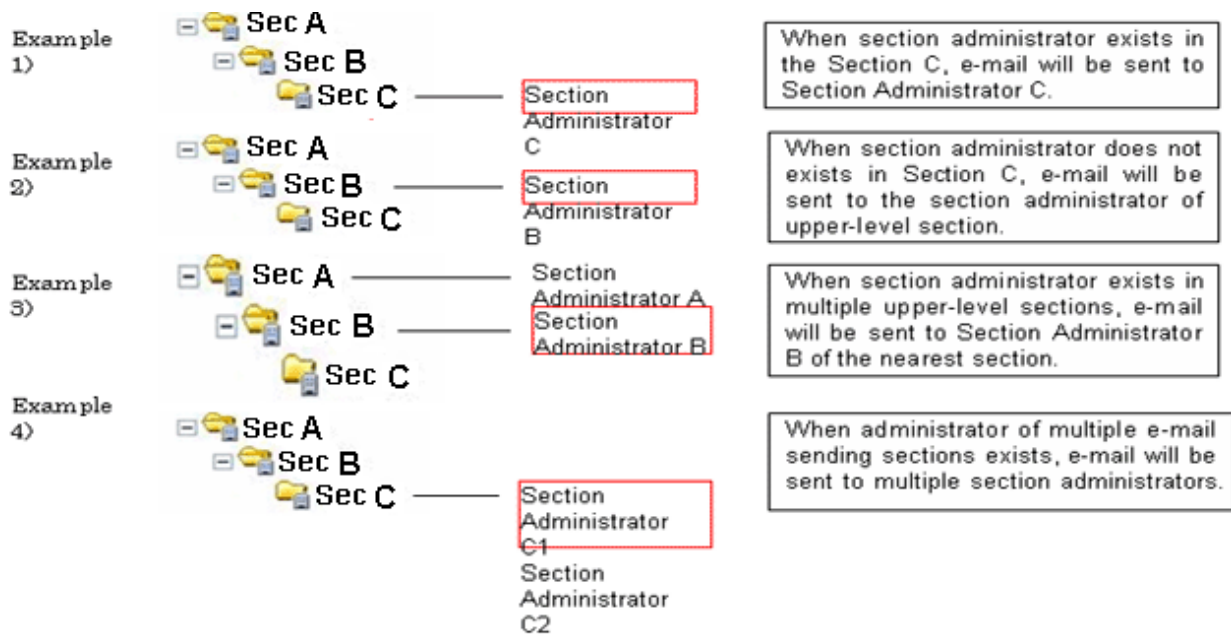 Example
1)
Sec A
Sec B
Sec C
Section
Administrator
C
When section administrator exists in
the Section C, e-mail will be sent to
Section Administrator C.
Example
2)
Sec A
Sec B
Sec C
Section
Administrator
B
When section administrator does not
exists in Section C, e-mail will be
sent to the section administrator of
upper-level section.
Example
3)
Sec A
Sec B
Sec C
Section
Administrator A
Section
Administrator B
When section administrator exists in
multiple upper-level sections, e-mail
will be sent to Section Administrator
B of the nearest section.
Example
4)
Sec A
Sec B
Sec C
Section
Administrator
C1
Section
Administrator
C2
When administrator of multiple e-mail
sending sections exists, e-mail will be
sent to multiple section administrators.